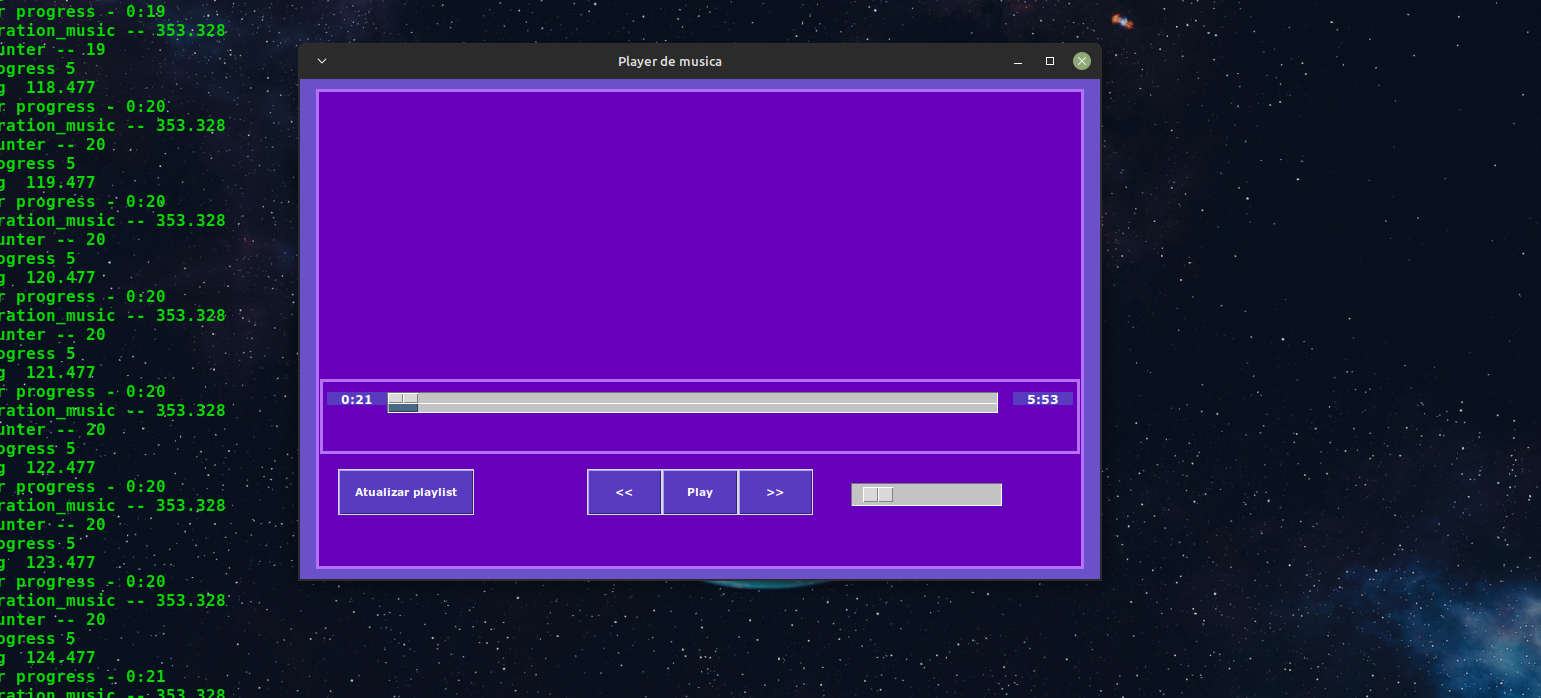 r progress - 0:19
ration_music -- 353.328
unter -- 19
ogress 5
g  118.477
r progress - 0:20
ration_music -- 353.328
unter -- 20
ogress 5
g  119.477
r progress - 0:20
ration_music -- 353.328
unter -- 20
ogress 5
g  120.477
r progress - 0:20
ration_music -- 353.328
unter -- 20
ogress 5
g  121.477
r progress - 0:20
ration_music -- 353.328
unter -- 20
ogress 5
g  122.477
r progress - 0:20
ration_music -- 353.328
unter -- 20
ogress 5
g  123.477
r progress - 0:20
ration_music -- 353.328
unter -- 20
ogress 5
g  124.477
r progress - 0:21
ration_music -- 353.328
Player de musica
0:21 5:53
Atualizar playlist << Play >>